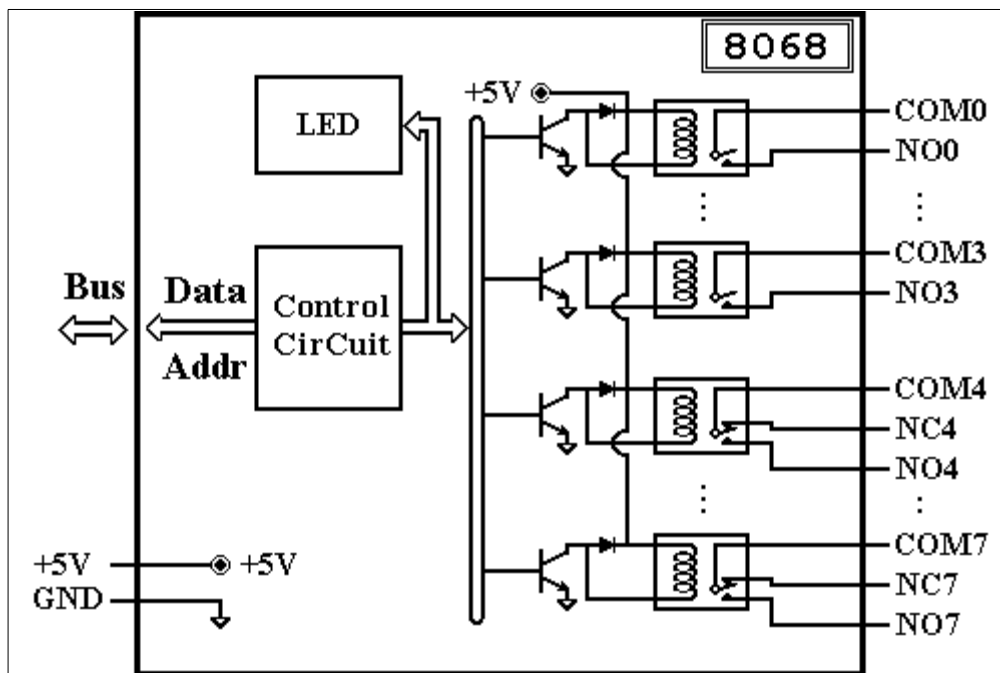 8068
+5V
LED
COM0
NO0
Bus
Data
Addr
Control
CirCuit
COM3
NO3
COM4
NC4
NO4
+5V
+5V
GND
COM7
NC7
NO7